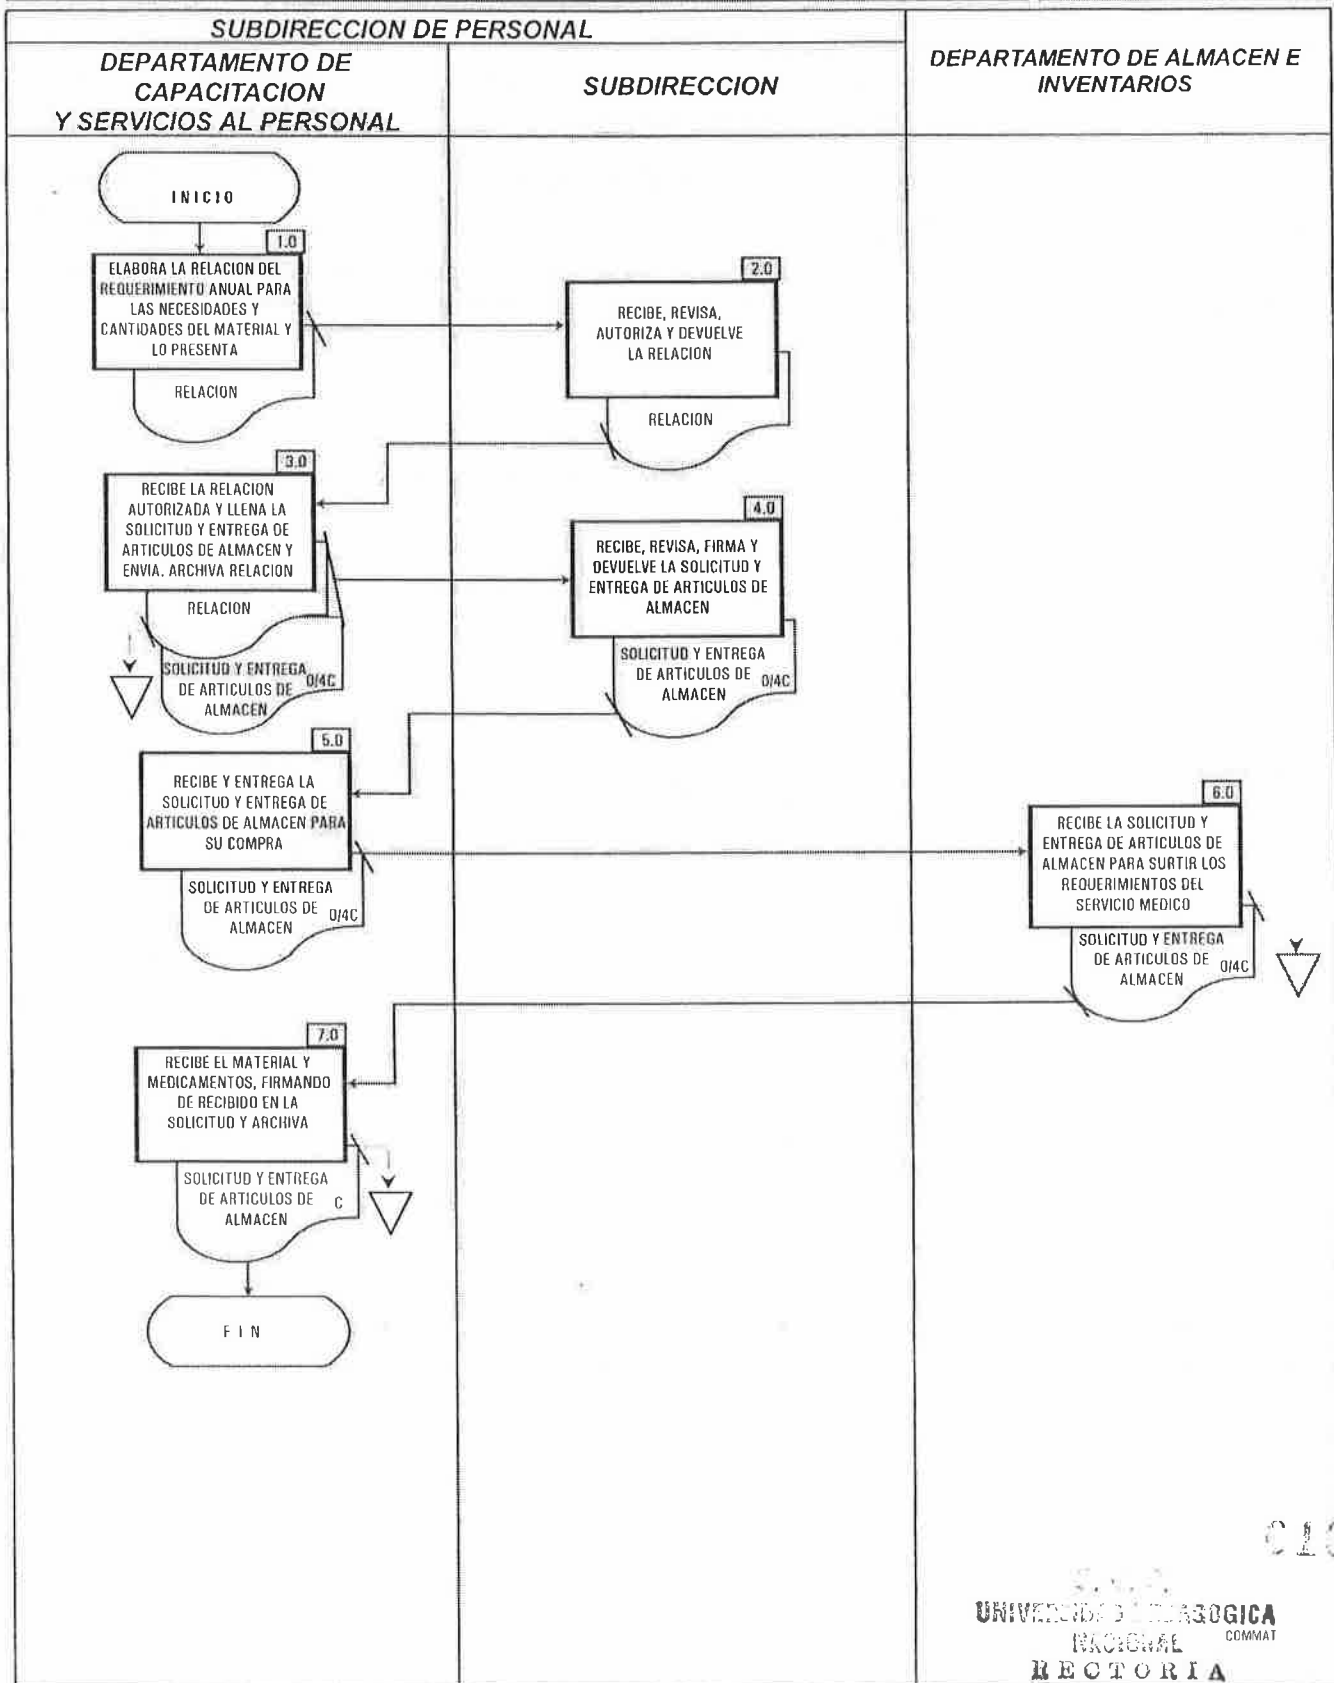 SUBDIRECCION DE PERSONAL
DEPARTAMENTO DE
CAPACITACION
Y SERVICIOS AL PERSONAL
SUBDIRECCION
DEPARTAMENTO DE ALMACEN E
INVENTARIOS
INICIO
1.0
ELABORA LA RELACION DEL
REQUERIMIENTO ANUAL PARA
LAS NECESIDADES Y
CANTIDADES DEL MATERIAL Y
LO PRESENTA
RELACION
2.0
RECIBE, REVISA,
AUTORIZA Y DEVUELVE
LA RELACION
RELACION
3.0
RECIBE LA RELACION
AUTORIZADA Y LLENA LA
SOLICITUD Y ENTREGA DE
ARTICULOS DE ALMACEN Y
ENVIA. ARCHIVA RELACION
RELACION
SOLICITUD Y ENTREGA
DE ARTICULOS DE 0/4C
ALMACEN
4.0
RECIBE, REVISA, FIRMA Y
DEVUELVE LA SOLICITUD Y
ENTREGA DE ARTICULOS DE
ALMACEN
SOLICITUD Y ENTREGA
DE ARTICULOS DE 0/4C
ALMACEN
5.0
RECIBE Y ENTREGA LA
SOLICITUD Y ENTREGA DE
ARTICULOS DE ALMACEN PARA
SU COMPRA
SOLICITUD Y ENTREGA
DE ARTICULOS DE 0/4C
ALMACEN
6.0
RECIBE LA SOLICITUD Y
ENTREGA DE ARTICULOS DE
ALMACEN PARA SURTIR LOS
REQUERIMIENTOS DEL
SERVICIO MEDICO
SOLICITUD Y ENTREGA
DE ARTICULOS DE 0/4C
ALMACEN
7.0
RECIBE EL MATERIAL Y
MEDICAMENTOS, FIRMANDO
DE RECIBIDO EN LA
SOLICITUD Y ARCHIVA
SOLICITUD Y ENTREGA
DE ARTICULOS DE C
ALMACEN
FIN
UNIVERSIDAD PEDAGOGICA
COMMAT
NACIONAL
RECTORIA